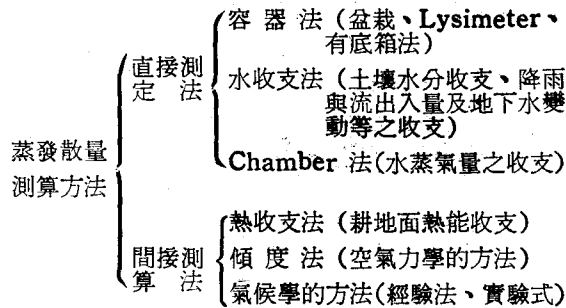 蒸發散量
測算方法
直接測
定法
容器法（盆栽、Lysimeter、
有底箱法）
水收支法（土壤水分收支、降雨
與流出入量及地下水變
動等之收支）
Chamber 法(水蒸氣量之收支)
間接測
算法
熱收支法（耕地面熱能收支）
傾度法（空氣力學的方法）
氣候學的方法(經驗法、實驗式)